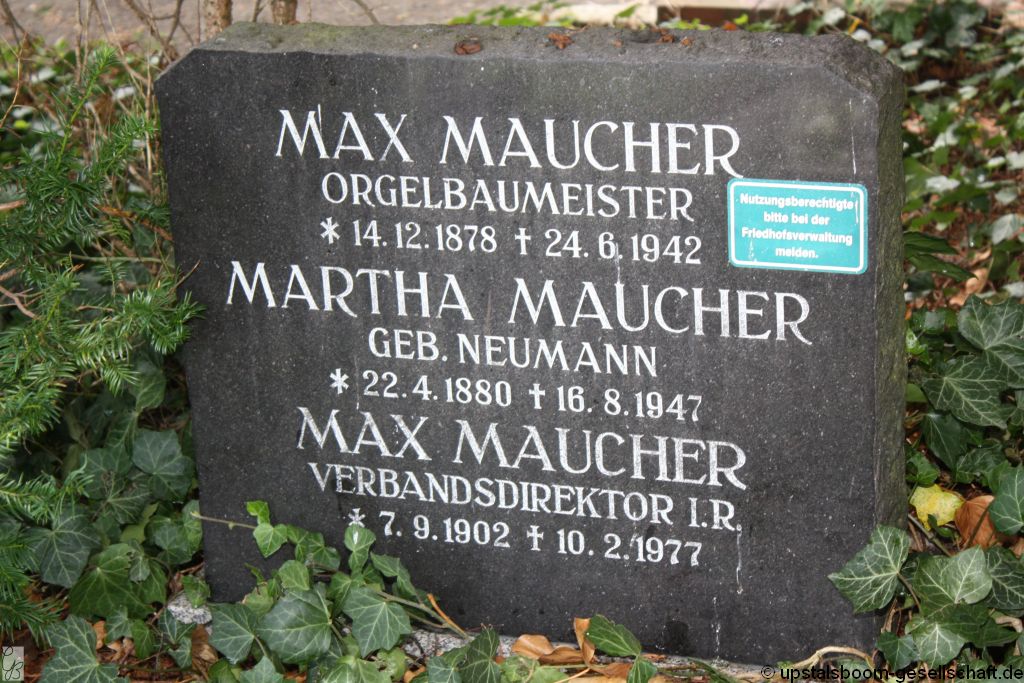 MAX MAUCHER
ORGELBAUMEISTER
* 14.12.1878 † 24.6.1942
MARTHA MAUCHER
GEB. NEUMANN
* 22.4.1880 † 16.8.1947
MAX MAUCHER
VERBANDSDIREKTOR I.R.
* 7.9.1902 † 10.2.1977
Nutzungsberechtigte
bitte bei der
Friedhofsverwaltung
melden.
© upstalsboom-gesellschaft.de